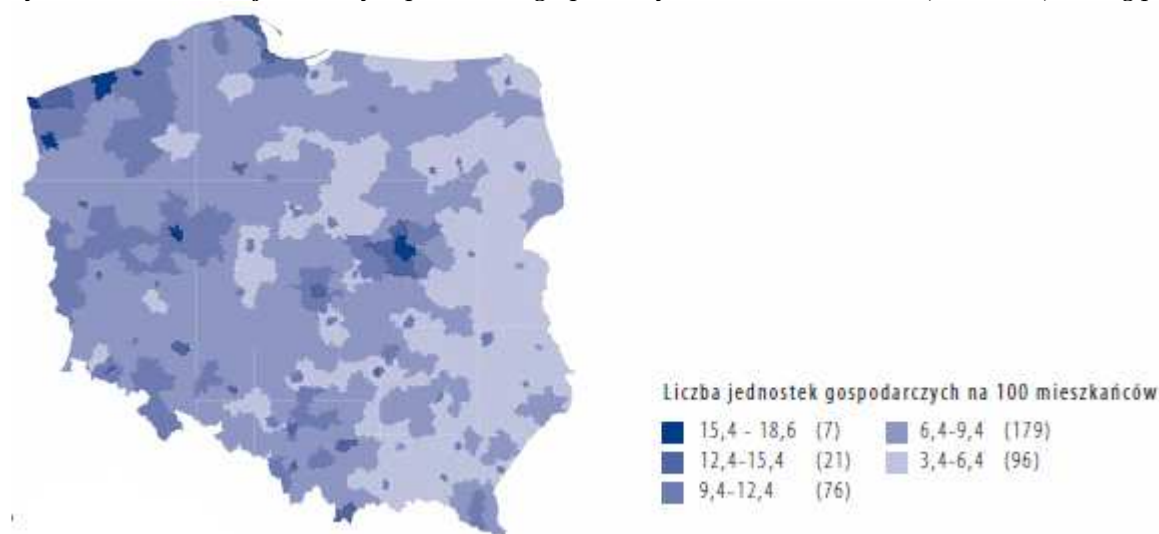 Liczba jednostek gospodarczych na 100 mieszkańców
15,4 - 18,6 (7)
12,4-15,4 (21)
9,4-12,4 (76)
6,4-9,4 (179)
3,4-6,4 (96)